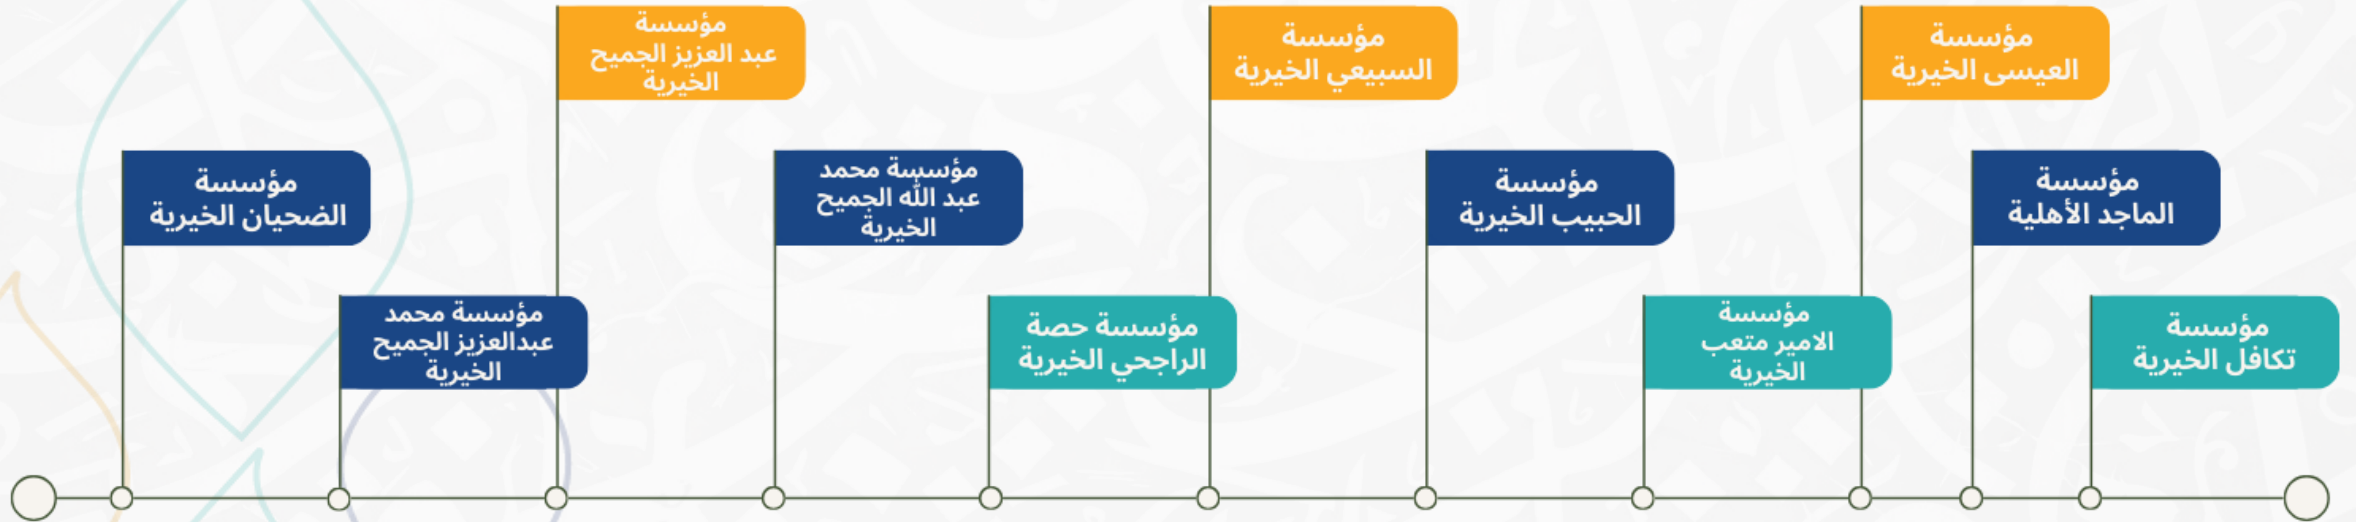 مؤسسة
العيسى الخيرية
مؤسسة
السبيعي الخيرية
مؤسسة
عبد العزيز الجميح
الخيرية
مؤسسة
الماجد الأهلية
مؤسسة
الحبيب الخيرية
مؤسسة محمد
عبد الله الجميح
الخيرية
مؤسسة
الضحيان الخيرية
مؤسسة
تكافل الخيرية
مؤسسة
الامير متعب
الخيرية
مؤسسة حصة
الراجحي الخيرية
مؤسسة محمد
عبدالعزيز الجميح
الخيرية